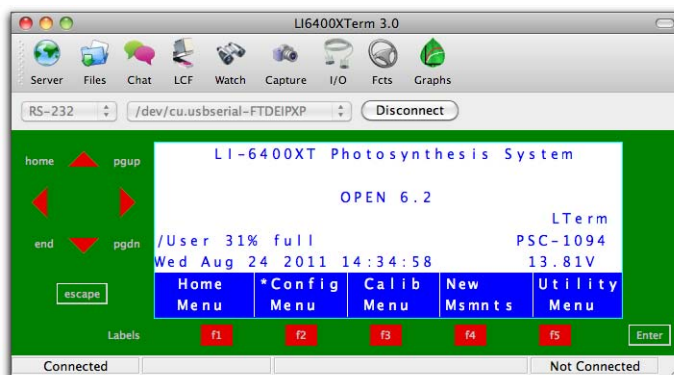 LI6400XTerm 3.0
Server Files Chat LCF Watch Capture I/O Fcts Graphs
RS-232 /dev/cu.usbserial-FTDEIPXP Disconnect
home pgup
LI-6400XT Photosynthesis System
OPEN 6.2
LTerm
end pgdn
/User 31% full PSC-1094
Wed Aug 24 2011 14:34:58 13.81V
escape
Home *Config Calib New Utility
Menu Menu Menu Msmnts Menu
Labels f1 f2 f3 f4 f5 Enter
Connected Not Connected